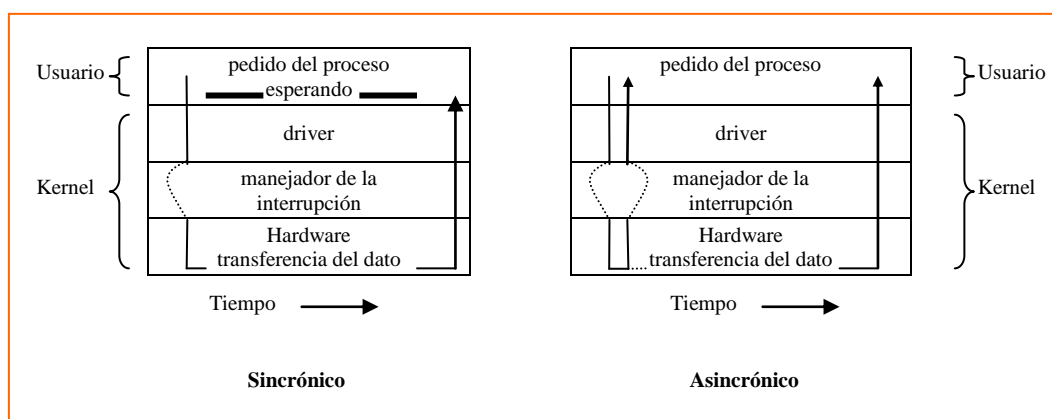 Usuario
pedido del proceso
esperando
driver
Kernel
manejador de la
interrupción
Hardware
transferencia del dato
Tiempo
Sincrónico
pedido del proceso
Usuario
driver
manejador de la
interrupción
Kernel
Hardware
transferencia del dato
Tiempo
Asincrónico